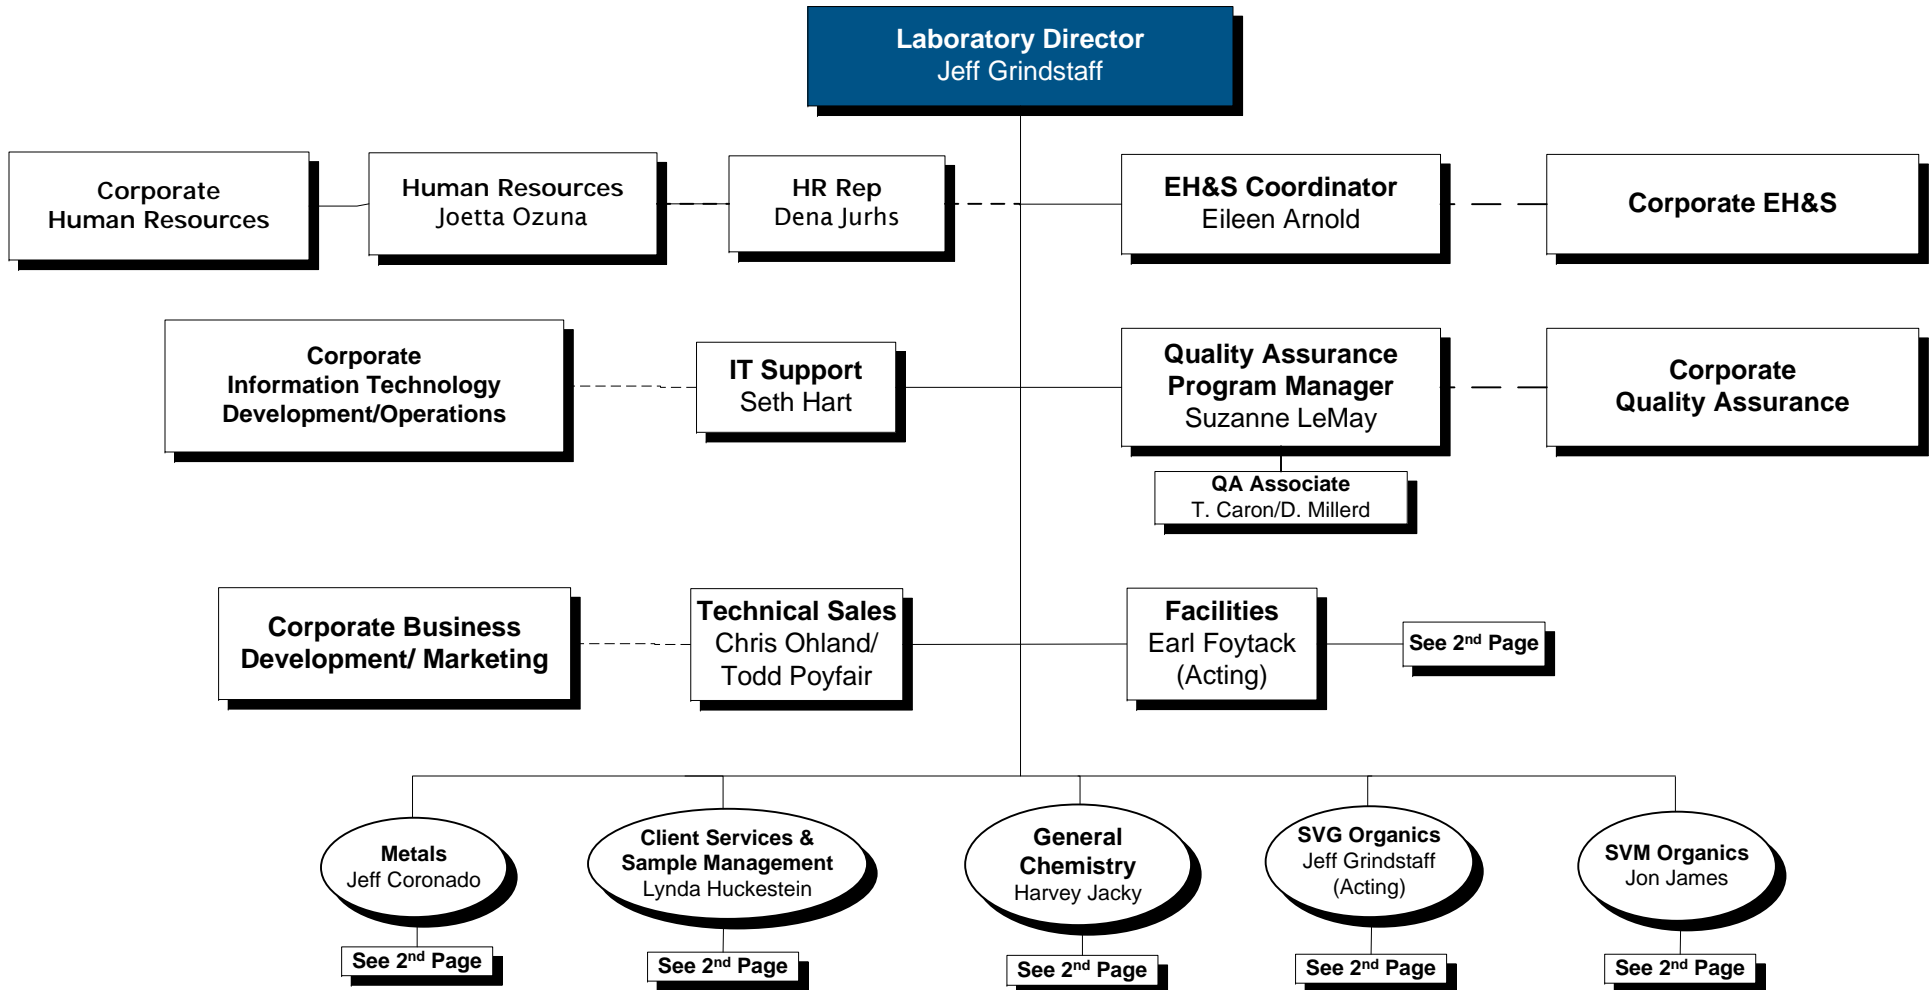 Laboratory Director
Jeff Grindstaff
Corporate
Human Resources
Human Resources
Joetta Ozuna
HR Rep
Dena Jurhs
EH&S Coordinator
Eileen Arnold
Corporate EH&S
Corporate
Information Technology
Development/Operations
IT Support
Seth Hart
Quality Assurance
Program Manager
Suzanne LeMay
Corporate
Quality Assurance
QA Associate
T. Caron/D. Millerd
Corporate Business
Development/ Marketing
Technical Sales
Chris Ohland/
Todd Poyfair
Facilities
Earl Foytack
(Acting)
See 2nd Page
Metals
Jeff Coronado
Client Services &
Sample Management
Lynda Huckestein
General
Chemistry
Harvey Jacky
SVG Organics
Jeff Grindstaff
(Acting)
SVM Organics
Jon James
See 2nd Page
See 2nd Page
See 2nd Page
See 2nd Page
See 2nd Page